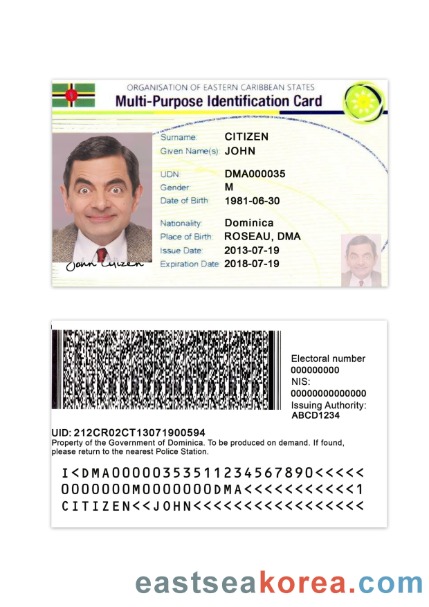 ORGANISATION OF EASTERN CARIBBEAN STATES
Multi-Purpose Identification Card
Surname: CITIZEN
Given Name(s): JOHN
UDN: DMA000035
Gender: M
Date of Birth: 1981-06-30
Nationality: Dominica
Place of Birth: ROSEAU, DMA
Issue Date: 2013-07-19
Expiration Date: 2018-07-19
John Citizen
Electoral number
000000000
NIS:
00000000000000
Issuing Authority:
ABCD1234
UID: 212CR02CT13071900594
Property of the Government of Dominica. To be produced on demand. If found,
please return to the nearest Police Station.
I<DMA00000353511234567890<<<<<
0000000M0000000DMA<<<<<<<<<<<1
CITIZEN<<JOHN<<<<<<<<<<<<<<<<<
eastseakorea.com